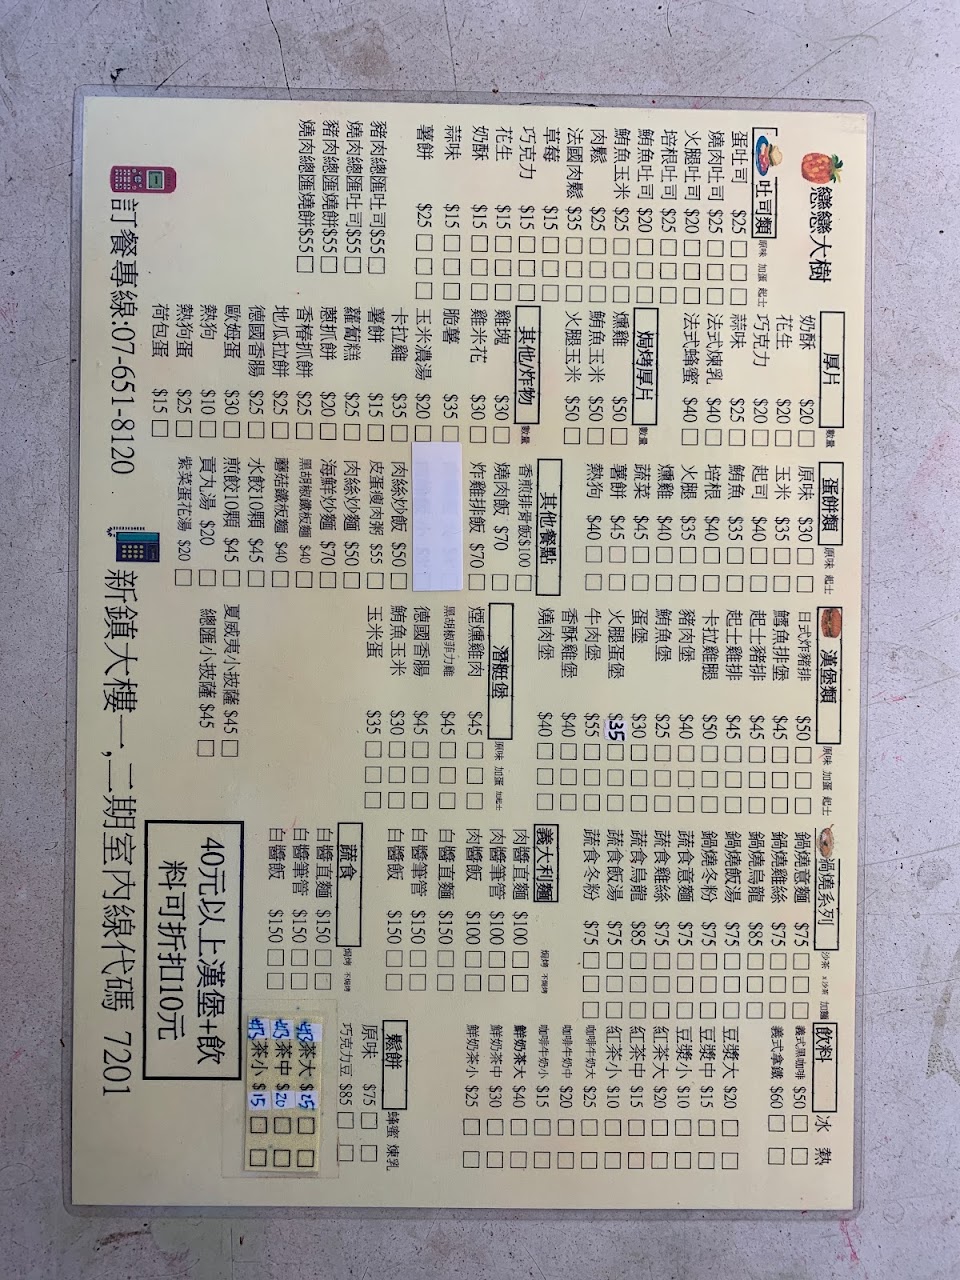 戀戀大樹
吐司類 原味 加蛋 起士
蛋吐司 $25
燒肉吐司 $25
火腿吐司 $20
培根吐司 $25
鮪魚吐司 $20
鮪魚玉米 $25
肉鬆 $25
法國肉鬆 $35
草莓 $15
巧克力 $15
花生 $15
奶酥 $15
蒜味 $15
薯餅 $25
豬肉總匯吐司$55
燒肉總匯吐司$55
豬肉總匯燒餅$55
燒肉總匯燒餅$55
厚片 數量
奶酥 $20
花生 $20
巧克力 $20
蒜味 $25
法式煉乳 $40
法式蜂蜜 $40
焗烤厚片 數量
燻雞 $50
鮪魚玉米 $50
火腿玉米 $50
其他/炸物 數量
雞塊 $30
雞米花 $30
脆薯 $35
玉米濃湯 $20
卡拉雞 $35
薯餅 $15
蘿蔔糕 $25
蔥抓餅 $20
香椿抓餅 $25
地瓜拉餅 $25
德國香腸 $25
歐姆蛋 $30
熱狗 $10
熱狗蛋 $25
荷包蛋 $15
蛋餅類 原味 起士
原味 $30
玉米 $35
起司 $40
鮪魚 $35
培根 $40
火腿 $35
燻雞 $40
蔬菜 $45
薯餅 $45
熱狗 $40
其他餐點
香煎排骨飯$100
燒肉飯 $70
炸雞排飯 $70
肉絲炒飯 $50
皮蛋瘦肉粥 $55
肉絲炒麵 $50
海鮮炒麵 $70
黑胡椒鐵板麵 $40
蘑菇鐵板麵 $40
水餃10顆 $45
煎餃10顆 $45
貢丸湯 $20
紫菜蛋花湯 $20
漢堡類 原味 加蛋 起士
日式炸豬排 $50
鱈魚排堡 $45
起士豬排 $45
起士雞排 $45
卡拉雞腿 $50
豬肉堡 $40
鮪魚堡 $25
蛋堡 $30
火腿蛋堡 $35
牛肉堡 $55
香酥雞堡 $40
燒肉堡 $40
潛艇堡 原味 加蛋 加起士
煙燻雞肉 $45
黑胡椒菲力雞 $45
德國香腸 $45
鮪魚玉米 $30
玉米蛋 $35
夏威夷小披薩 $45
總匯小披薩 $45
鍋燒系列 沙茶 x沙茶 加麵
鍋燒意麵 $75
鍋燒雞絲 $75
鍋燒烏龍 $85
鍋燒飯湯 $75
鍋燒冬粉 $75
蔬食意麵 $75
蔬食雞絲 $75
蔬食烏龍 $85
蔬食飯湯 $75
蔬食冬粉 $75
義大利麵 焗烤 不焗烤
肉醬直麵 $100
肉醬筆管 $100
肉醬飯 $100
白醬直麵 $150
白醬筆管 $150
白醬飯 $150
蔬食 焗烤 不焗烤
白醬直麵 $150
白醬筆管 $150
白醬飯 $150
飲料 冰 熱
義式黑咖啡 $50
義式拿鐵 $60
豆漿大 $20
豆漿中 $15
豆漿小 $10
紅茶大 $20
紅茶中 $15
紅茶小 $10
咖啡牛奶大 $25
咖啡牛奶中 $20
咖啡牛奶小 $15
鮮奶茶大 $40
鮮奶茶中 $30
鮮奶茶小 $25
鬆餅 蜂蜜 煉乳
原味 $75
巧克力豆 $85
奶茶大 $25
奶茶中 $20
奶茶小 $15
40元以上漢堡+飲
料可折扣10元
訂餐專線:07-651-8120
新鎮大樓一,二期室內線代碼 7201